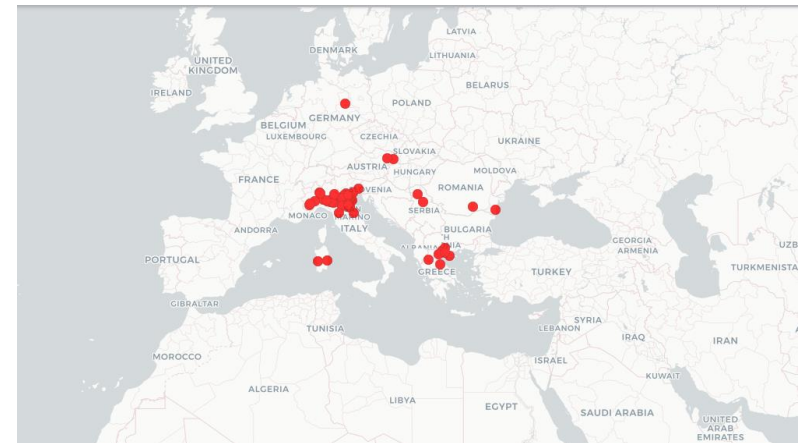 LATVIA
DENMARK
LITHUANIA
UNITED
KINGDOM
BELARUS
IRELAND
POLAND
GERMANY
BELGIUM
LUXEMBOURG
CZECHIA
UKRAINE
SLOVAKIA
AUSTRIA
HUNGARY
MOLDOVA
FRANCE
VENIA
ROMANIA
SERBIA
MONACO
ITALY
BULGARIA
ANDORRA
GEORGIA
ARMENIA
UZB
PORTUGAL
GREECE
TURKEY
TURKMENISTA
GIBRALTAR
TUNISIA
SYRIA
LEBANON
IRAQ
IRAN
MOROCCO
ISRAEL
KUWAIT
ALGERIA
LIBYA
EGYPT
SAUDI ARABIA
UNITED
ARAB
EMIRATES